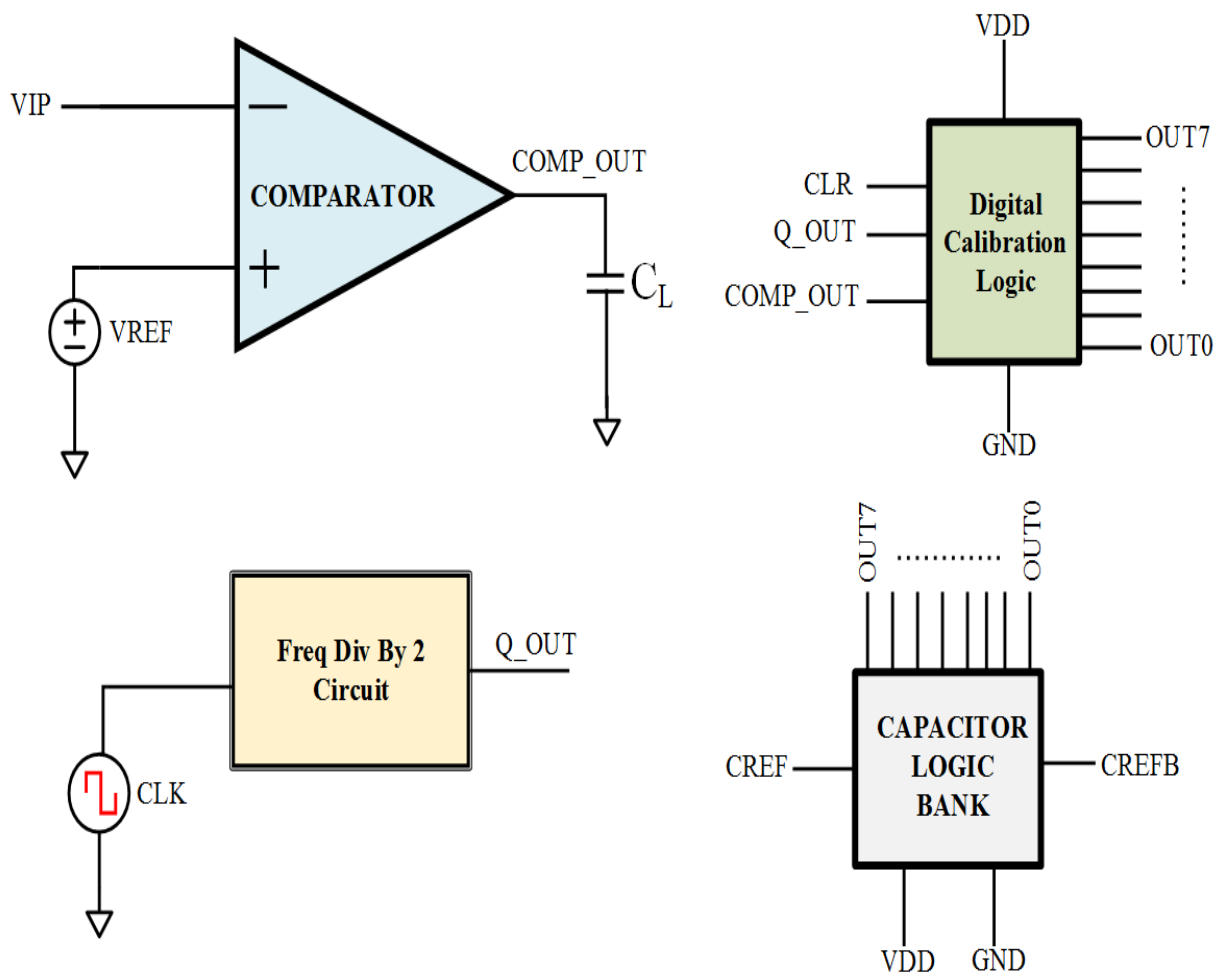 VIP
COMPARATOR
COMP_OUT
VREF
C_L
VDD
CLR
Q_OUT
COMP_OUT
Digital
Calibration
Logic
OUT7
OUT0
GND
Freq Div By 2
Circuit
Q_OUT
CLK
OUT7
OUT0
CREF
CAPACITOR
LOGIC
BANK
CREFB
VDD
GND